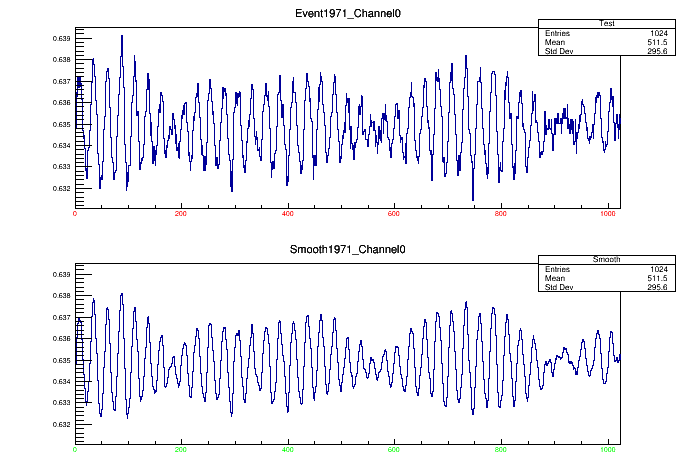 Event1971_Channel0
Test
Entries 1024
Mean 511.5
Std Dev 295.6
0.639
0.638
0.637
0.636
0.635
0.634
0.633
0.632
0 200 400 600 800 1000
Smooth1971_Channel0
Smooth
Entries 1024
Mean 511.5
Std Dev 295.6
0.639
0.638
0.637
0.636
0.635
0.634
0.633
0.632
0 200 400 600 800 1000